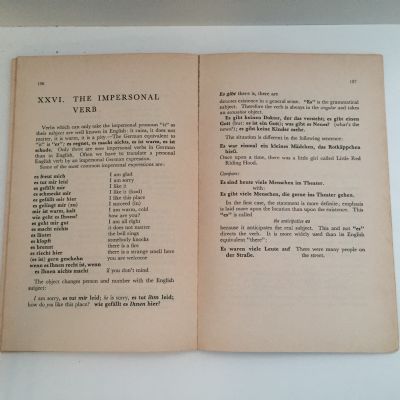 196
XXVI. THE IMPERSONAL
VERB
Verbs which can only take the impersonal pronoun "it" as
their subject are well known in English: it rains, it does not
matter, it is warm, it is a pity.—The German equivalent to
"it" is "es": es regnet, es macht nichts, es ist warm, es ist
schade. Only there are more impersonal verbs in German
than in English. Often we have to translate a personal
English verb by an impersonal German expression.
Some of the most common impersonal expressions are:
es freut mich I am glad
es tut mir leid I am sorry
es gefällt mir I like it
es schmeckt mir I like it (food)
es gefällt mir hier I like this place
es gelingt mir (zu) I succeed (in)
mir ist warm, kalt I am warm, cold
wie geht es Ihnen? how are you?
es geht mir gut I am all right
es macht nichts it does not matter
es läutet the bell rings
es klopft somebody knocks
es brennt there is a fire
es riecht hier there is a strange smell here
(es ist) gern geschehn you are welcome
wenn es Ihnen recht ist, wenn
es Ihnen nichts macht if you don't mind.
The object changes person and number with the English
subject:
I am sorry, es tut mir leid; he is sorry, es tut ihm leid;
how do you like this place? wie gefällt es Ihnen hier?
197
Es gibt there is, there are
denotes existence in a general sense. "Es" is the grammatical
subject. Therefore the verb is always in the singular and takes
an accusative object.
Es gibt keinen Doktor, der das versteht; es gibt einen
Gott (but: es ist ein Gott); was gibt es Neues? (what's the
news?); es gibt keine Kinder mehr.
The situation is different in the following sentence:
Es war einmal ein kleines Mädchen, das Rotkäppchen
hieß.
Once upon a time, there was a little girl called Little Red
Riding Hood.
Compare:
Es sind heute viele Menschen im Theater.
with:
Es gibt viele Menschen, die gerne ins Theater gehen.
In the first case, the statement is more definite, emphasis
is laid more upon the location than upon the existence. This
"es" is called
the anticipating es
because it anticipates the real subject. This and not "es"
directs the verb. It is more widely used than its English
equivalent "there":
Es waren viele Leute auf There were many people on
der Straße. the street.